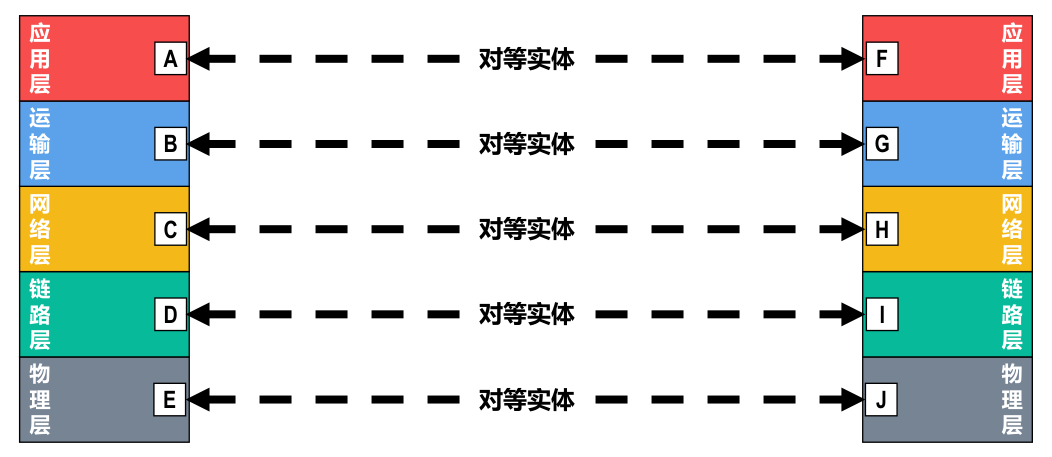 应用层 A 对等实体 F 应用层
运输层 B 对等实体 G 运输层
网络层 C 对等实体 H 网络层
链路层 D 对等实体 I 链路层
物理层 E 对等实体 J 物理层